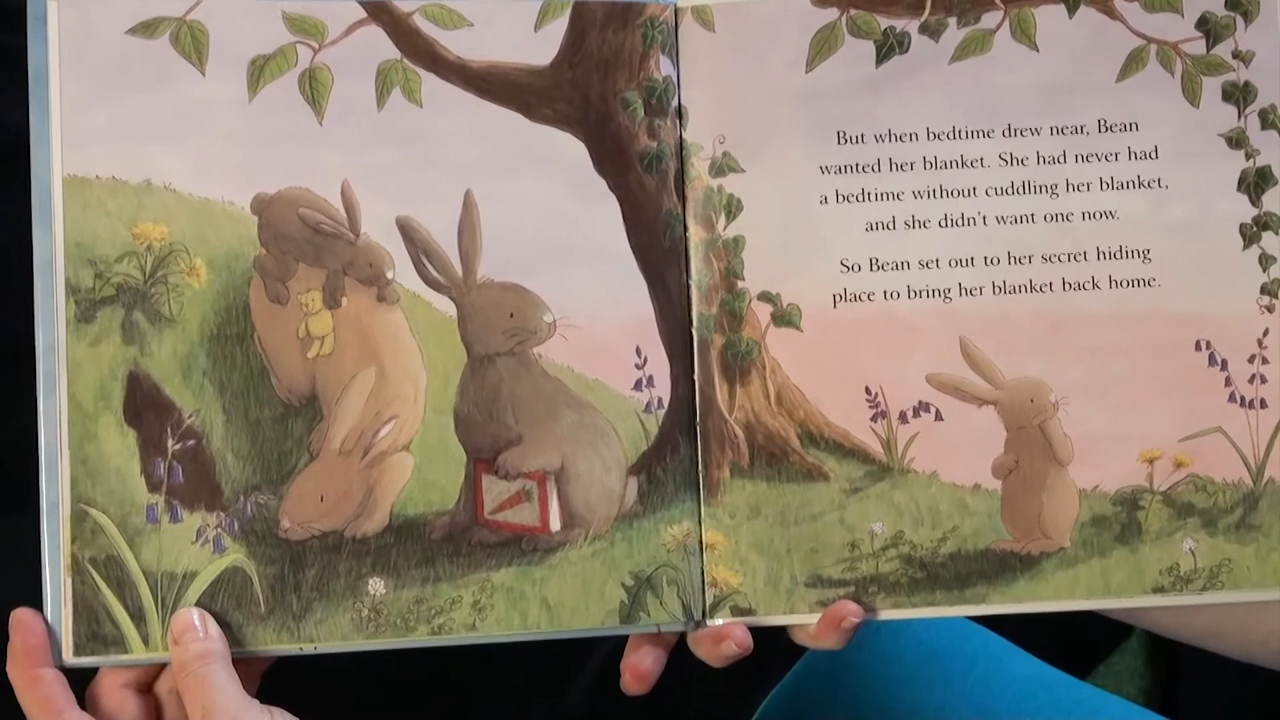 But when bedtime drew near, Bean
wanted her blanket. She had never had
a bedtime without cuddling her blanket,
and she didn't want one now.
So Bean set out to her secret hiding
place to bring her blanket back home.